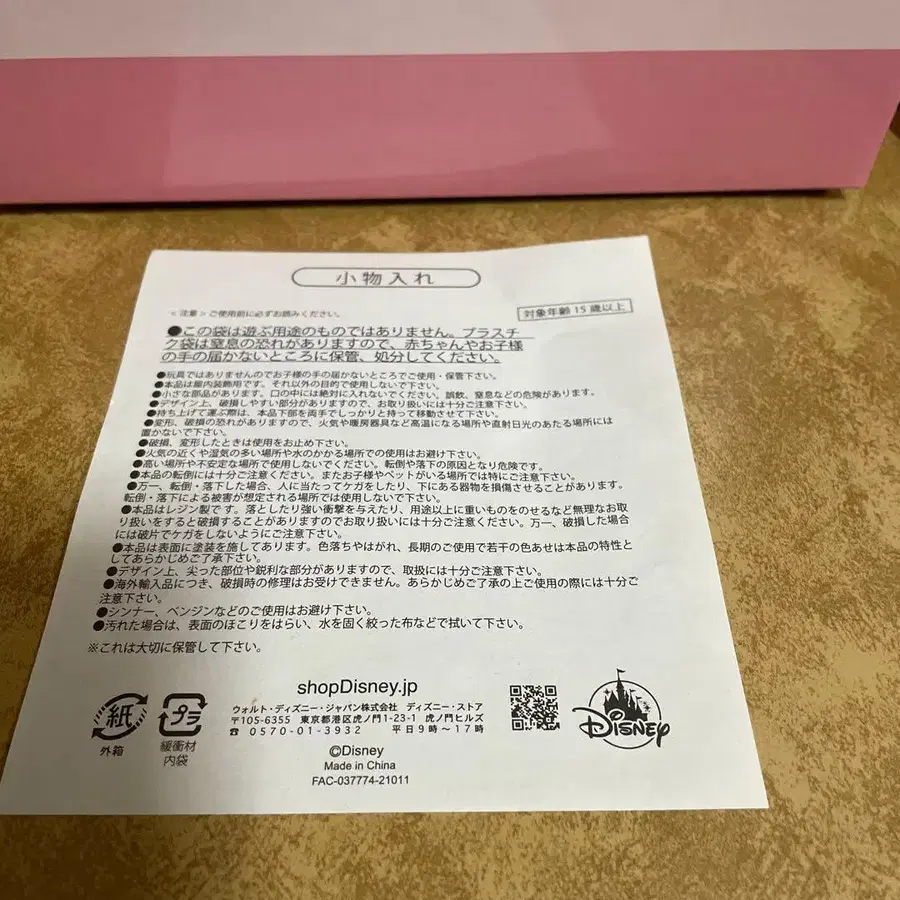 小物入れ
<注意>ご使用前に必ずお読みください。
対象年齢15歳以上
●この袋は遊ぶ用途のものではありません。プラスチ
ク袋は窒息の恐れがありますので、赤ちゃんやお子様
の手の届かないところに保管、処分してください。
●玩具ではありませんのでお子様の手の届かないところでご使用・保管下さい。
●本品は屋内装飾用です。それ以外の目的で使用しないで下さい。
●小さな部品があります。口の中には絶対に入れないでください。誤飲、窒息などの危険があります。
●デザイン上、破損しやすい部分がありますので、お取り扱いには十分ご注意下さい。
●持ち上げて運ぶ際は、本品下部を両手でしっかりと持って移動させて下さい。
●変形、破損の恐れがありますので、火気や暖房器具など高温になる場所や直射日光のあたる場所には
置かないで下さい。
●破損、変形したときは使用をお止め下さい。
●火気の近くや湿気の多い場所や水のかかる場所での使用はお避け下さい。
●高い場所や不安定な場所で使用しないでください。転倒や落下の原因となり危険です。
●本品の転倒には十分ご注意ください。またお子様やペットがいる場所では特にご注意下さい。
●万一、転倒・落下した場合、人に当たってケガをしたり、下にある器物を損傷させることがあります。
転倒・落下による被害が想定される場所では使用しないで下さい。
●本品はレジン製です。落としたり強い衝撃を与えたり、用途以上に重いものをのせるなど無理なお取
り扱いをすると破損することがありますのでお取り扱いには十分ご注意ください。万一、破損した場合
には破片でケガをしないようにご注意下さい。
●本品は表面に塗装を施してあります。色落ちやはがれ、長期のご使用で若干の色あせは本品の特性と
してあらかじめご了承下さい。
●デザイン上、尖った部位や鋭利な部分がありますので、取扱には十分ご注意下さい。
●海外輸入品につき、破損時の修理はお受けできません。あらかじめご了承の上ご使用の際には十分ご
注意下さい。
●シンナー、ベンジンなどのご使用はお避け下さい。
●汚れた場合は、表面のほこりをはらい、水を固く絞った布などで拭いて下さい。
※これは大切に保管して下さい。
紙
外箱
プラ
緩衝材
内袋
shopDisney.jp
ウォルト・ディズニー・ジャパン株式会社 ディズニー・ストア
〒105-6355 東京都港区虎ノ門1-23-1 虎ノ門ヒルズ
☎ 0570-01-3932 平日9時～17時
©Disney
Made in China
FAC-037774-21011
Disney